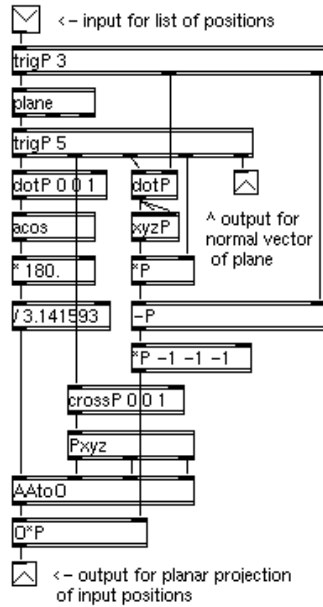 <- input for list of positions
trigP 3
plane
trigP 5
dotP 0 0 1
dotP
acos
xyzP
^ output for
normal vector
of plane
* 180.
*P
/ 3.141593
-P
*P -1 -1 -1
crossP 0 0 1
Pxyz
AAtoO
O*P
<- output for planar projection
of input positions